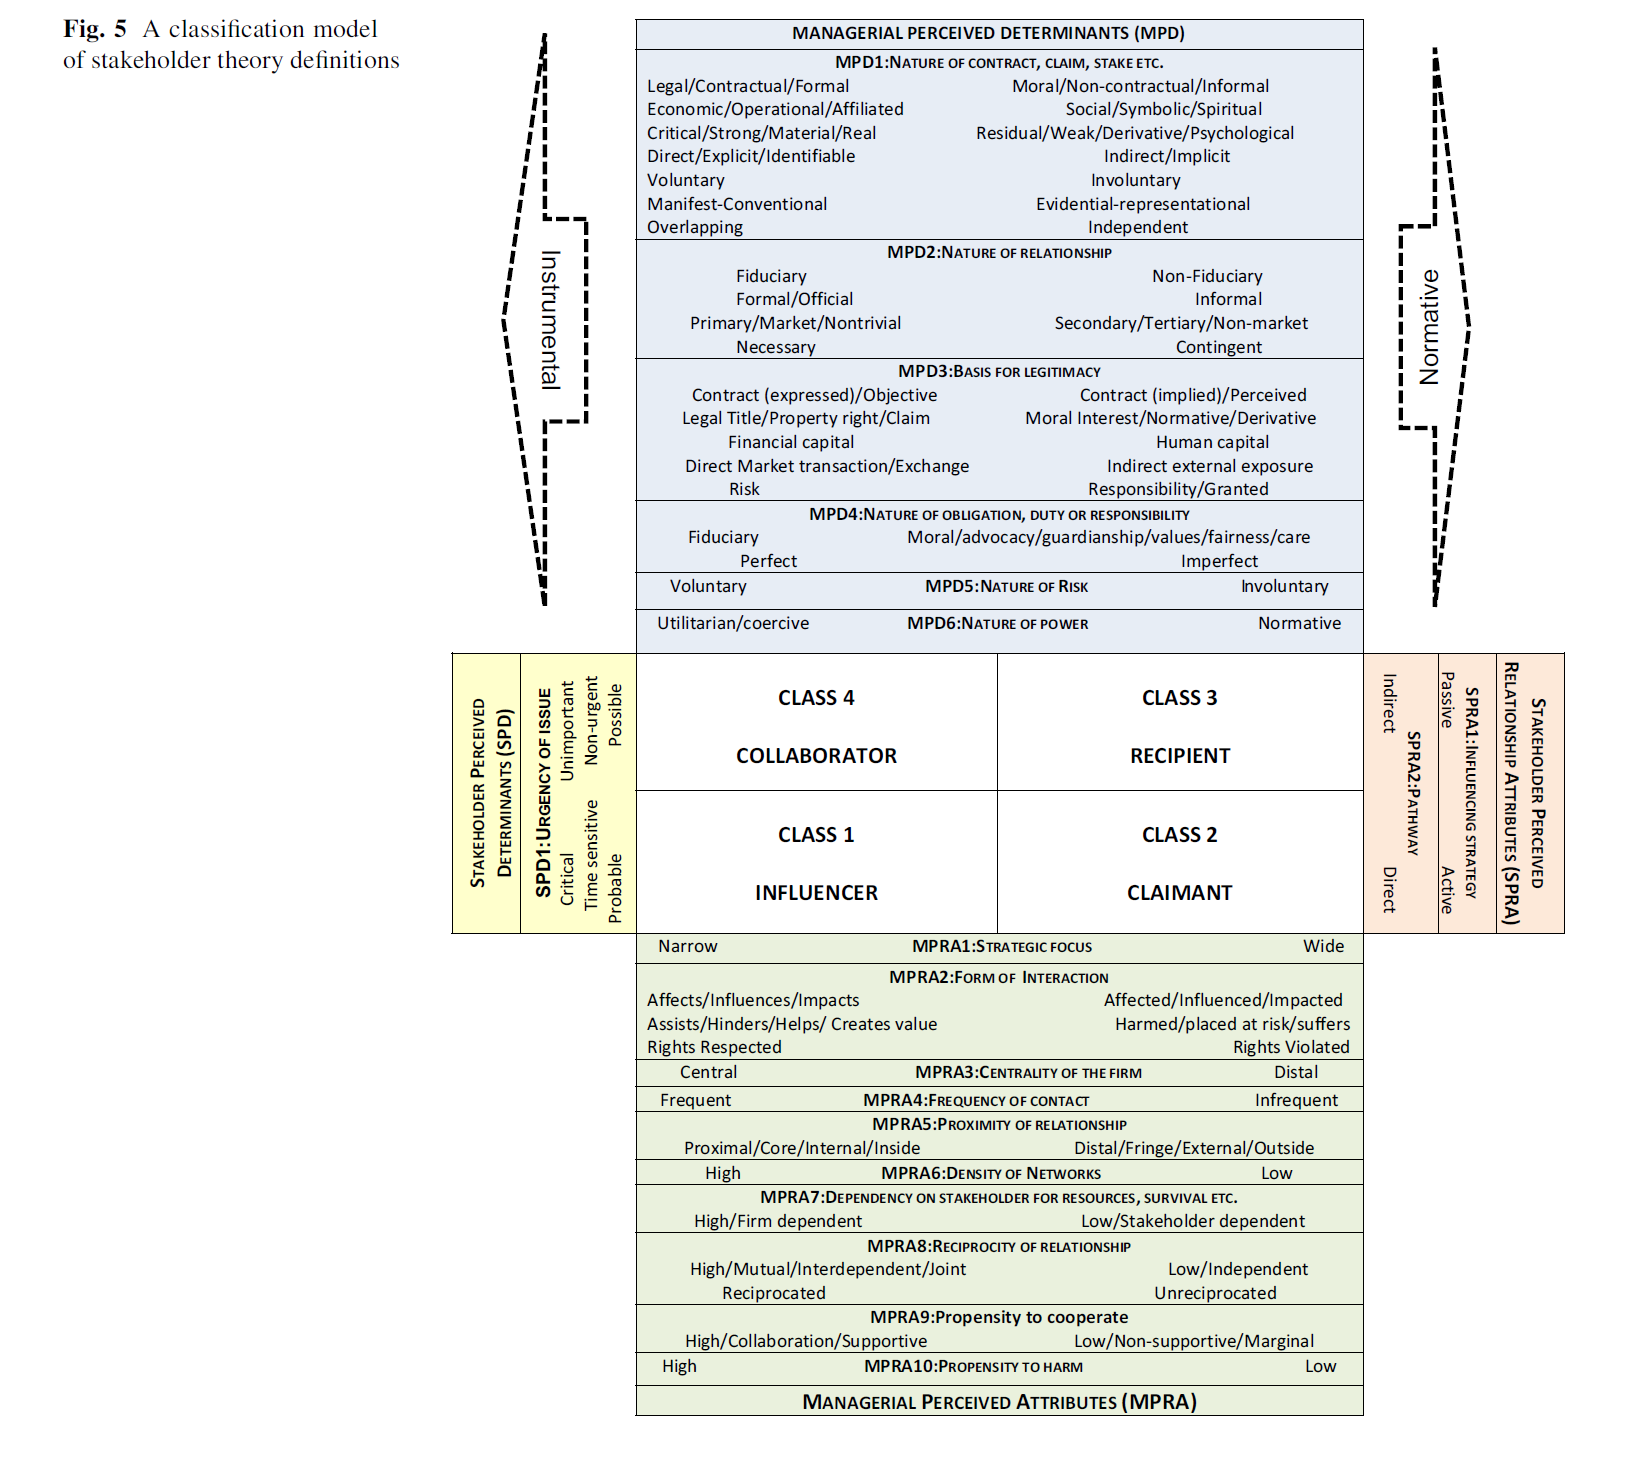 Fig. 5 A classification model
of stakeholder theory definitions
MANAGERIAL PERCEIVED DETERMINANTS (MPD)
MPD1:NATURE OF CONTRACT, CLAIM, STAKE ETC.
Legal/Contractual/Formal Moral/Non-contractual/Informal
Economic/Operational/Affiliated Social/Symbolic/Spiritual
Critical/Strong/Material/Real Residual/Weak/Derivative/Psychological
Direct/Explicit/Identifiable Indirect/Implicit
Voluntary Involuntary
Manifest-Conventional Evidential-representational
Overlapping Independent
MPD2:NATURE OF RELATIONSHIP
Fiduciary Non-Fiduciary
Formal/Official Informal
Primary/Market/Nontrivial Secondary/Tertiary/Non-market
Necessary Contingent
MPD3:BASIS FOR LEGITIMACY
Contract (expressed)/Objective Contract (implied)/Perceived
Legal Title/Property right/Claim Moral Interest/Normative/Derivative
Financial capital Human capital
Direct Market transaction/Exchange Indirect external exposure
Risk Responsibility/Granted
MPD4:NATURE OF OBLIGATION, DUTY OR RESPONSIBILITY
Fiduciary Moral/advocacy/guardianship/values/fairness/care
Perfect Imperfect
Voluntary MPD5:NATURE OF RISK Involuntary
Utilitarian/coercive MPD6:NATURE OF POWER Normative
Instrumental
Normative
STAKEHOLDER PERCEIVED
DETERMINANTS (SPD)
SPD1:URGENCY OF ISSUE
Critical Unimportant
Time sensitive Non-urgent
Probable Possible
CLASS 4
COLLABORATOR
CLASS 3
RECIPIENT
CLASS 1
INFLUENCER
CLASS 2
CLAIMANT
STAKEHOLDER PERCEIVED
RELATIONSHIP ATTRIBUTES (SPRA)
SPRA1:INFLUENCING STRATEGY
Passive Active
SPRA2:PATHWAY
Indirect Direct
Narrow MPRA1:STRATEGIC FOCUS Wide
MPRA2:FORM OF INTERACTION
Affects/Influences/Impacts Affected/Influenced/Impacted
Assists/Hinders/Helps/ Creates value Harmed/placed at risk/suffers
Rights Respected Rights Violated
Central MPRA3:CENTRALITY OF THE FIRM Distal
Frequent MPRA4:FREQUENCY OF CONTACT Infrequent
MPRA5:PROXIMITY OF RELATIONSHIP
Proximal/Core/Internal/Inside Distal/Fringe/External/Outside
High MPRA6:DENSITY OF NETWORKS Low
MPRA7:DEPENDENCY ON STAKEHOLDER FOR RESOURCES, SURVIVAL ETC.
High/Firm dependent Low/Stakeholder dependent
MPRA8:RECIPROCITY OF RELATIONSHIP
High/Mutual/Interdependent/Joint Low/Independent
Reciprocated Unreciprocated
MPRA9:Propensity to cooperate
High/Collaboration/Supportive Low/Non-supportive/Marginal
High MPRA10:PROPENSITY TO HARM Low
MANAGERIAL PERCEIVED ATTRIBUTES (MPRA)